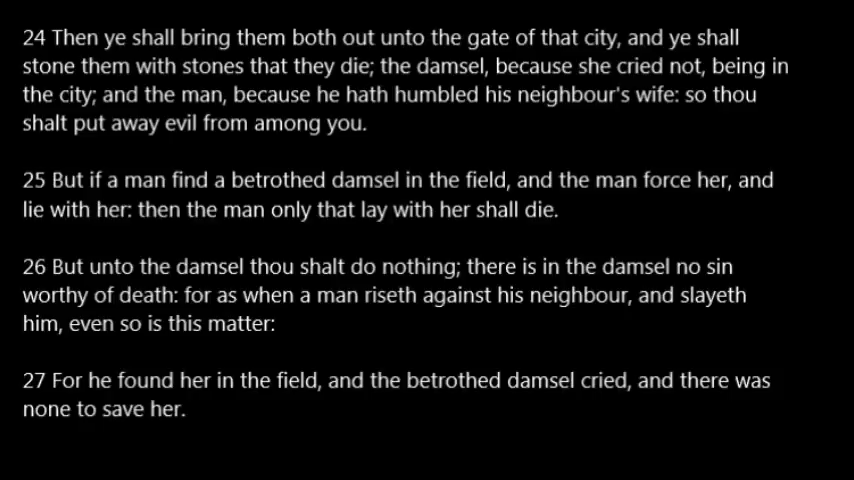 24 Then ye shall bring them both out unto the gate of that city, and ye shall
stone them with stones that they die; the damsel, because she cried not, being in
the city; and the man, because he hath humbled his neighbour's wife: so thou
shalt put away evil from among you.
25 But if a man find a betrothed damsel in the field, and the man force her, and
lie with her: then the man only that lay with her shall die.
26 But unto the damsel thou shalt do nothing; there is in the damsel no sin
worthy of death: for as when a man riseth against his neighbour, and slayeth
him, even so is this matter:
27 For he found her in the field, and the betrothed damsel cried, and there was
none to save her.